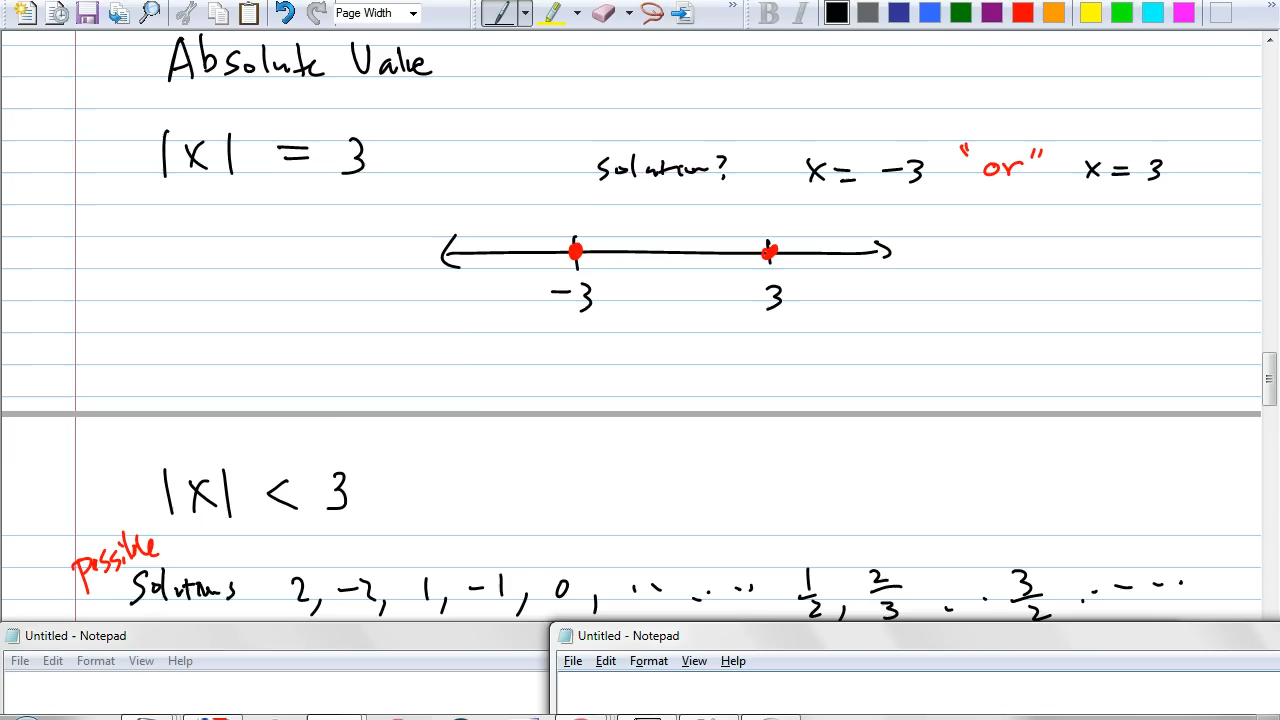 Page Width
B I
Absolute Value
|x| = 3
solution? x = -3 "or" x = 3
-3 3
|x| < 3
possible
Solutions 2, -2, 1, -1, 0, ..... 1/2, 2/3 .. 3/2 .....
Untitled - Notepad Untitled - Notepad
File Edit Format View Help File Edit Format View Help